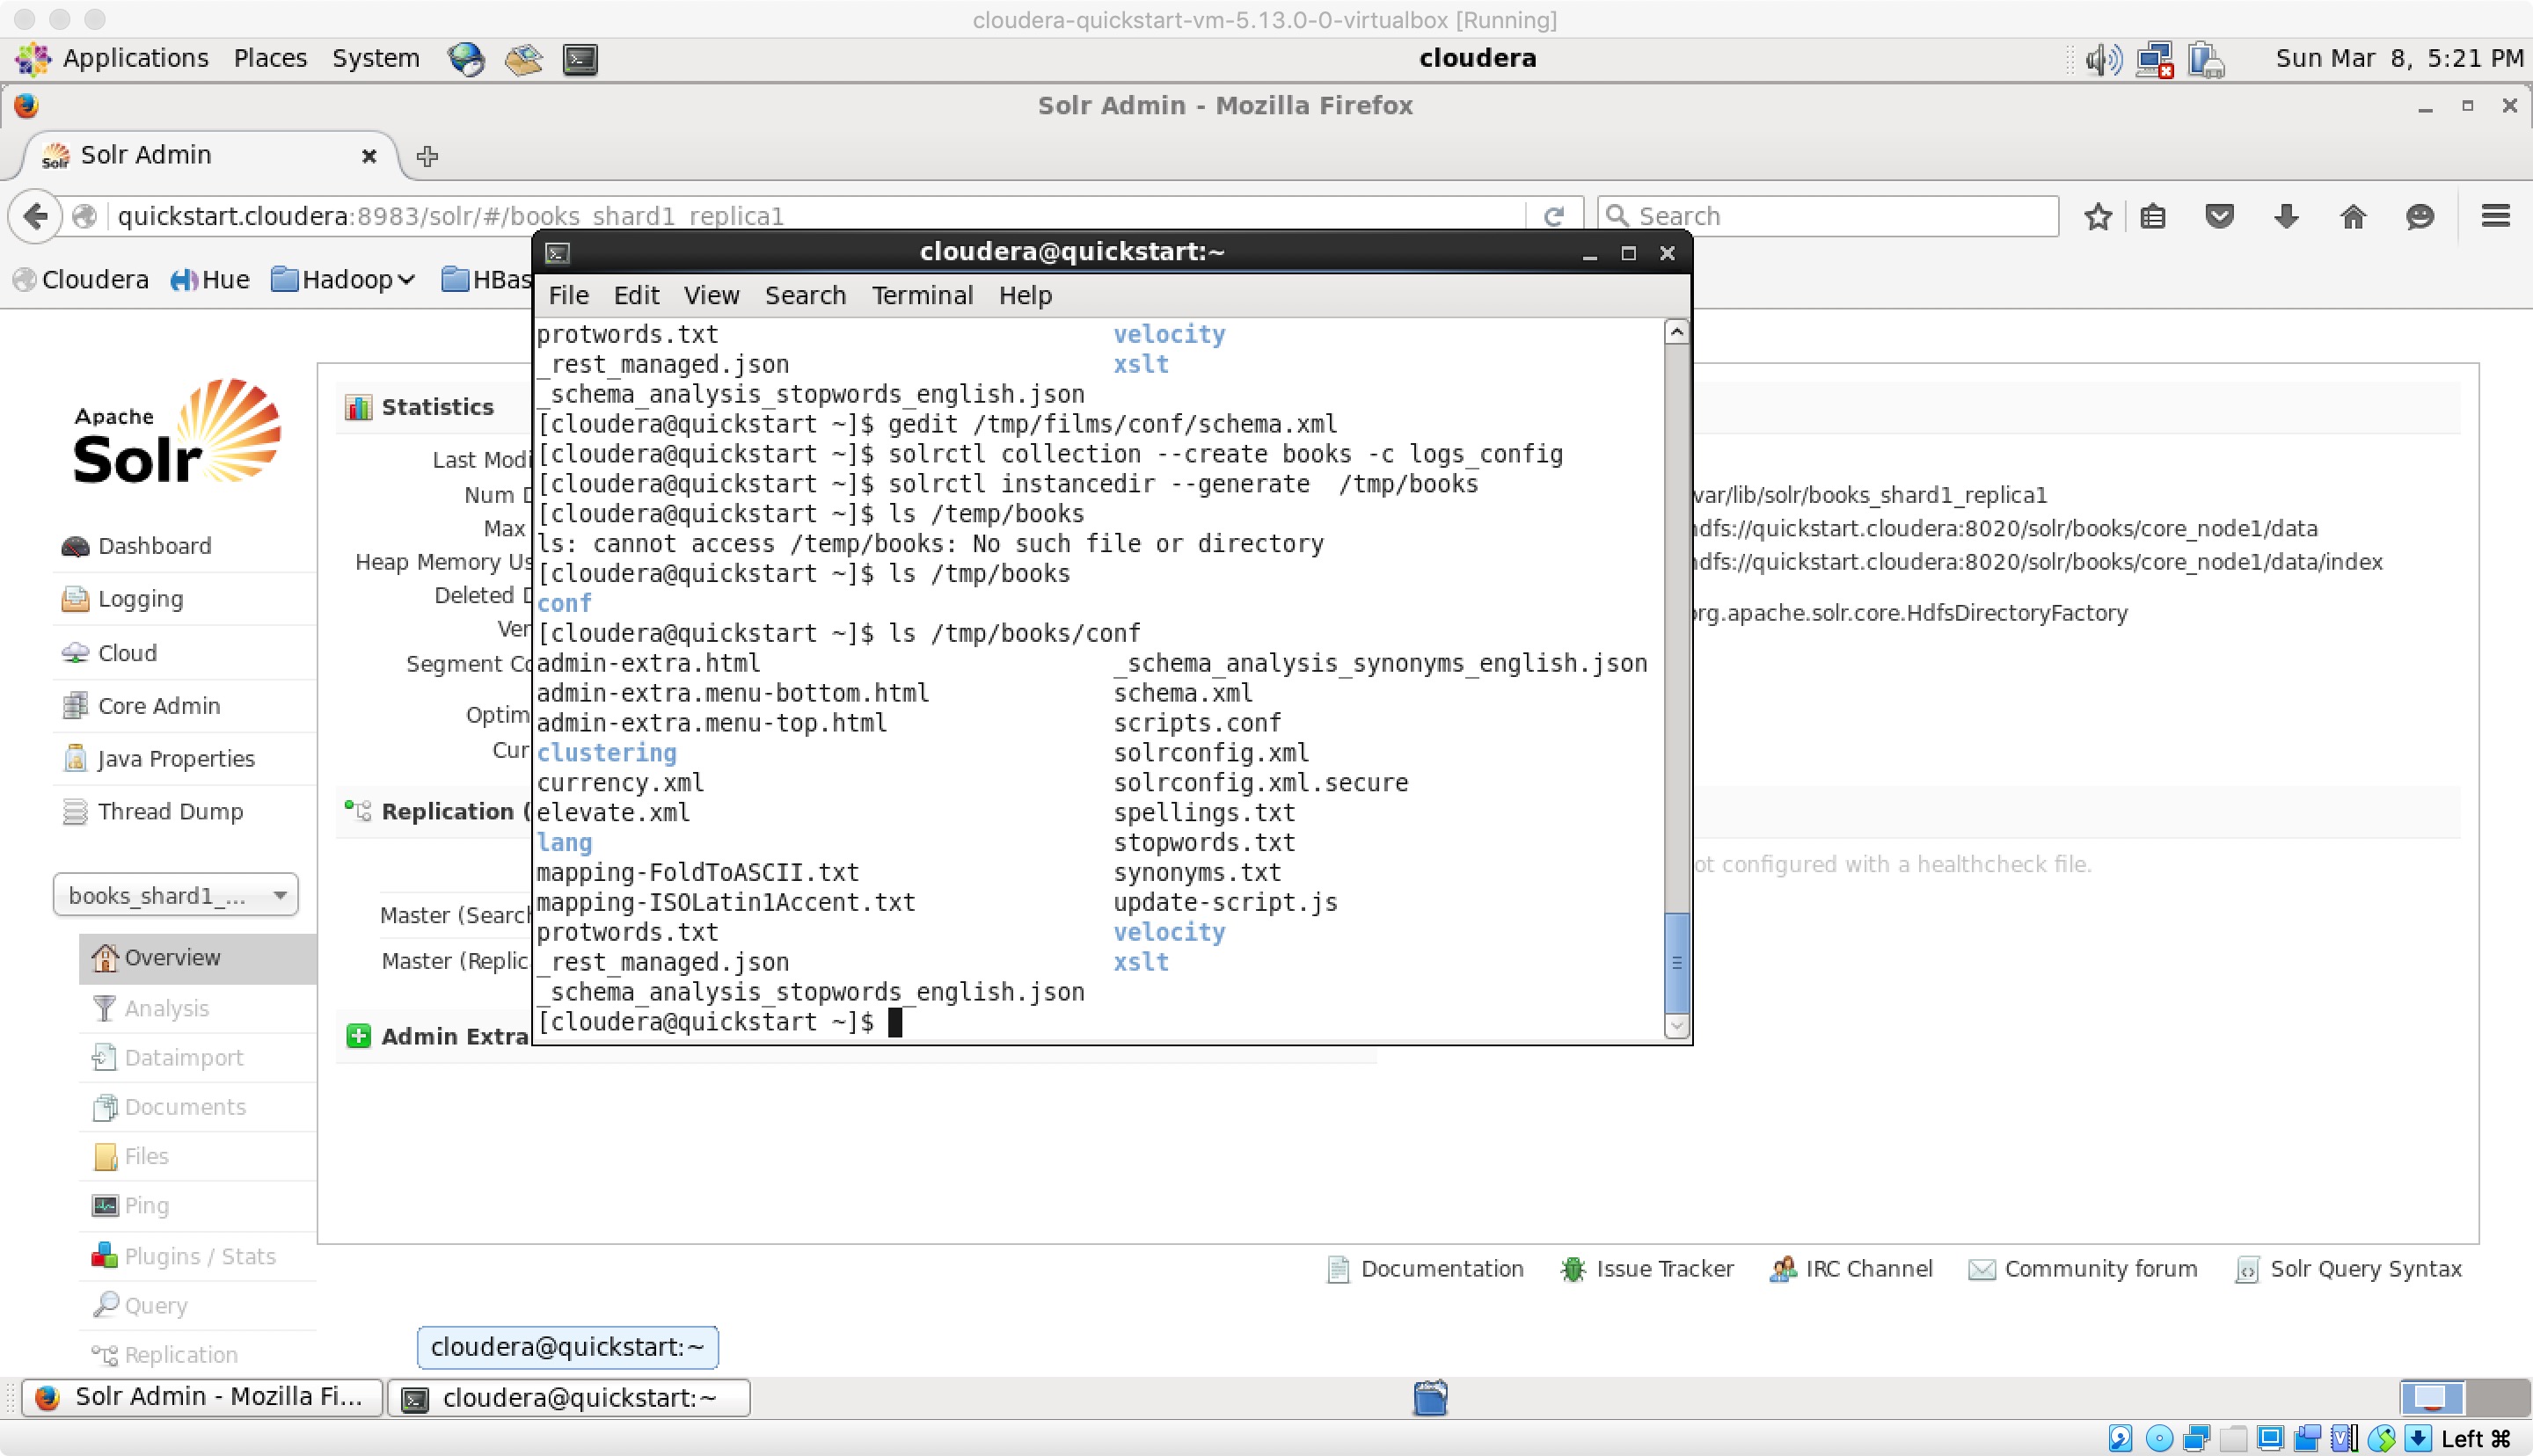 cloudera-quickstart-vm-5.13.0-0-virtualbox [Running]
Applications Places System cloudera Sun Mar 8, 5:21 PM
Solr Admin - Mozilla Firefox
Solr Admin
quickstart.cloudera:8983/solr/#/books_shard1_replica1 Search
Cloudera Hue Hadoop HBas
cloudera@quickstart:~
File Edit View Search Terminal Help
protwords.txt velocity
_rest_managed.json xslt
_schema_analysis_stopwords_english.json
[cloudera@quickstart ~]$ gedit /tmp/films/conf/schema.xml
[cloudera@quickstart ~]$ solrctl collection --create books -c logs_config
[cloudera@quickstart ~]$ solrctl instancedir --generate  /tmp/books
[cloudera@quickstart ~]$ ls /temp/books
ls: cannot access /temp/books: No such file or directory
[cloudera@quickstart ~]$ ls /tmp/books
conf
[cloudera@quickstart ~]$ ls /tmp/books/conf
admin-extra.html _schema_analysis_synonyms_english.json
admin-extra.menu-bottom.html schema.xml
admin-extra.menu-top.html scripts.conf
clustering solrconfig.xml
currency.xml solrconfig.xml.secure
elevate.xml spellings.txt
lang stopwords.txt
mapping-FoldToASCII.txt synonyms.txt
mapping-ISOLatin1Accent.txt update-script.js
protwords.txt velocity
_rest_managed.json xslt
_schema_analysis_stopwords_english.json
[cloudera@quickstart ~]$
Apache
Solr
Dashboard
Logging
Cloud
Core Admin
Java Properties
Thread Dump
books_shard1_...
Overview
Analysis
Dataimport
Documents
Files
Ping
Plugins / Stats
Query
Replication
Statistics
Last Modi
Num D
Max
Heap Memory Us
Deleted D
Ver
Segment Co
Optim
Cur
Replication (
Master (Search
Master (Replic
Admin Extra
var/lib/solr/books_shard1_replica1
hdfs://quickstart.cloudera:8020/solr/books/core_node1/data
hdfs://quickstart.cloudera:8020/solr/books/core_node1/data/index
org.apache.solr.core.HdfsDirectoryFactory
ot configured with a healthcheck file.
Documentation Issue Tracker IRC Channel Community forum Solr Query Syntax
cloudera@quickstart:~
Solr Admin - Mozilla Fi... cloudera@quickstart:~
Left ⌘